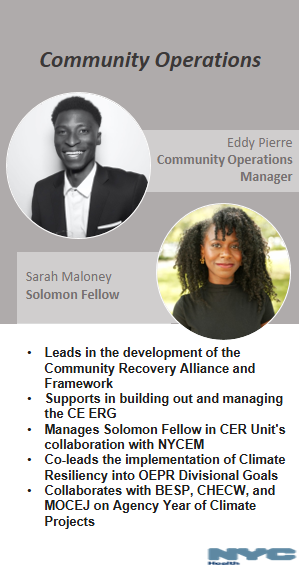 Community Operations
Eddy Pierre
Community Operations
Manager
Sarah Maloney
Solomon Fellow
• Leads in the development of the
Community Recovery Alliance and
Framework
• Supports in building out and managing
the CE ERG
• Manages Solomon Fellow in CER Unit's
collaboration with NYCEM
• Co-leads the implementation of Climate
Resiliency into OEPR Divisional Goals
• Collaborates with BESP, CHECW, and
MOCEJ on Agency Year of Climate
Projects
NYC
Health